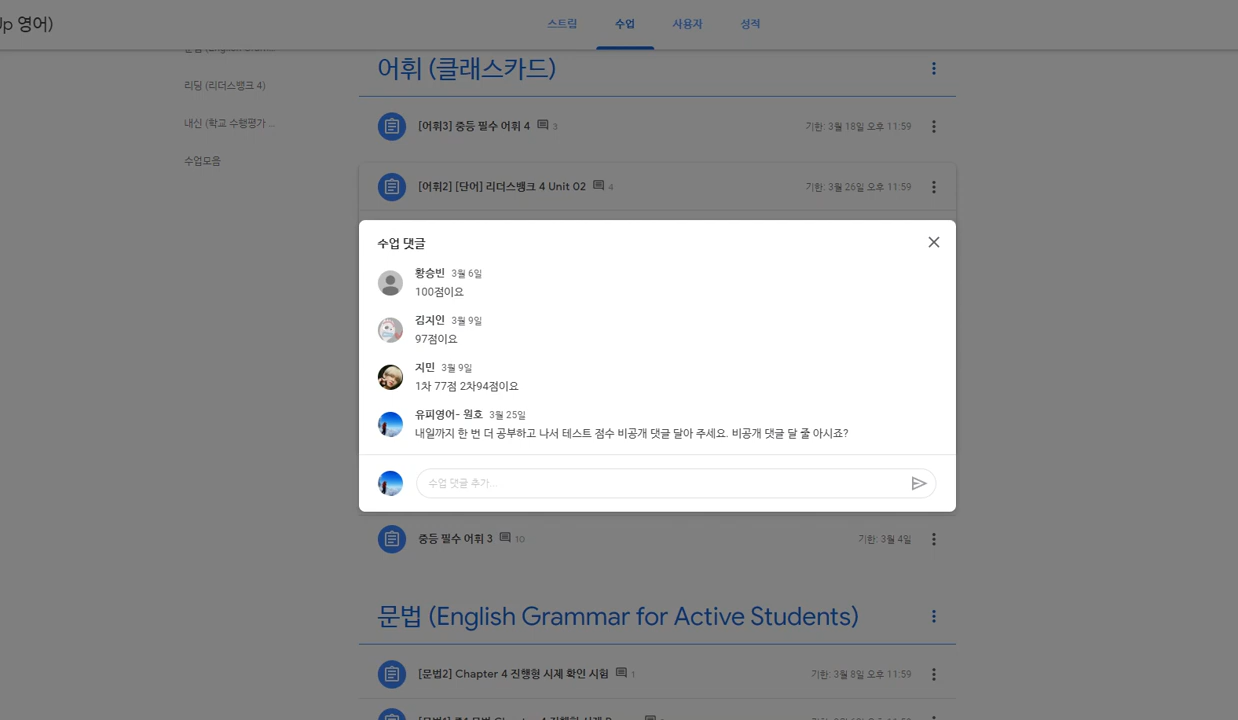 Up 영어)
스트림
수업
사용자
성적
리딩 (리더스뱅크 4)
내신 (학교 수행평가 ...
수업모음
어휘 (클래스카드)
[어휘3] 중등 필수 어휘 4 3 기한: 3월 18일 오후 11:59
[어휘2] [단어] 리더스뱅크 4 Unit 02 4 기한: 3월 26일 오후 11:59
수업 댓글
황승빈 3월 6일
100점이요
김지인 3월 9일
97점이요
지민 3월 9일
1차 77점 2차94점이요
유피영어- 원호 3월 25일
내일까지 한 번 더 공부하고 나서 테스트 점수 비공개 댓글 달아 주세요. 비공개 댓글 달 줄 아시죠?
수업 댓글 추가...
중등 필수 어휘 3 10 기한: 3월 4일
문법 (English Grammar for Active Students)
[문법2] Chapter 4 진행형 시제 확인 시험 1 기한: 3월 8일 오후 11:59